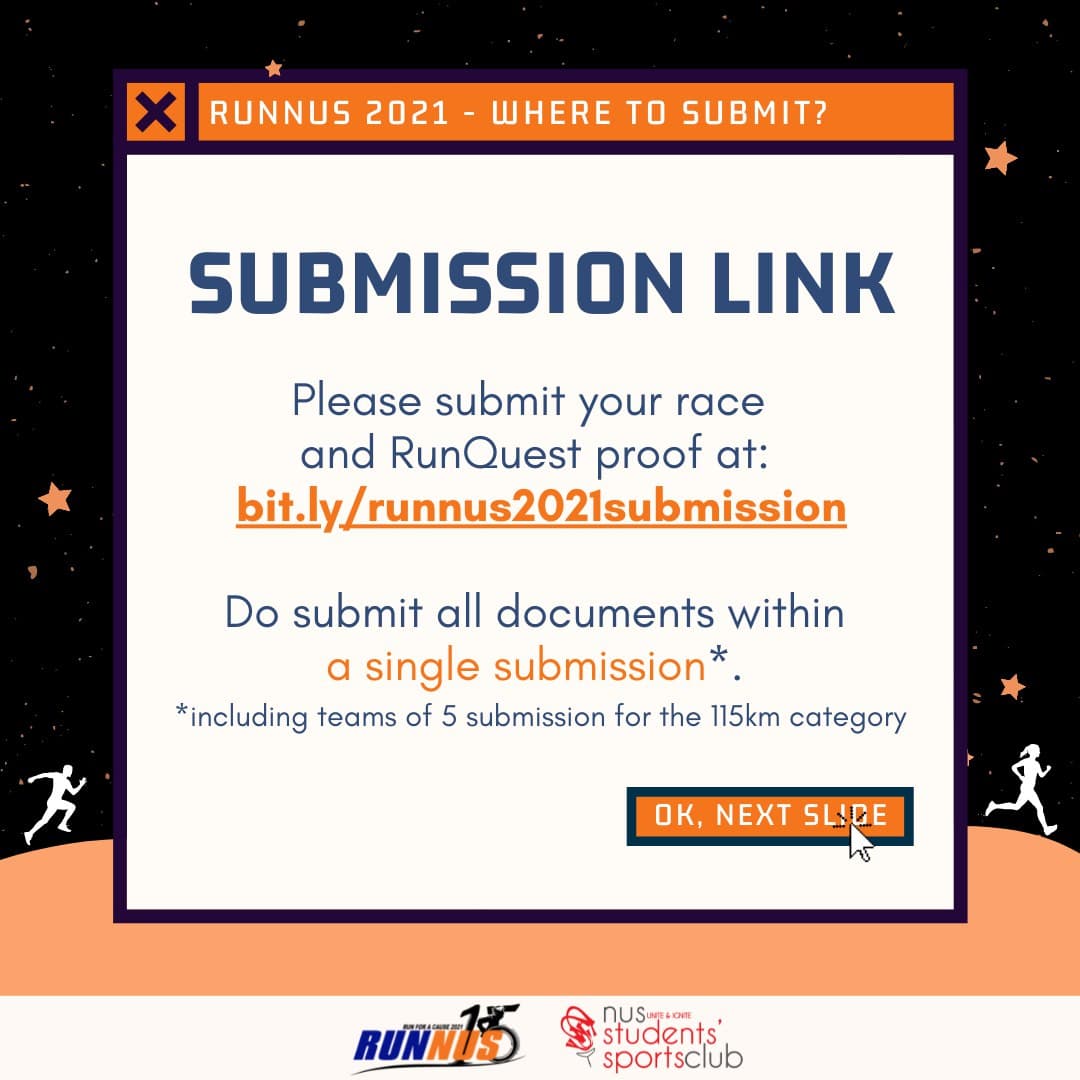 RUNNUS 2021 - WHERE TO SUBMIT?
SUBMISSION LINK
Please submit your race
and RunQuest proof at:
bit.ly/runnus2021submission
Do submit all documents within
a single submission*.
*including teams of 5 submission for the 115km category
OK, NEXT SLIDE
RUN FOR A CAUSE 2021
RUNNUS 15
nus UNITE & IGNITE
students'
sportsclub